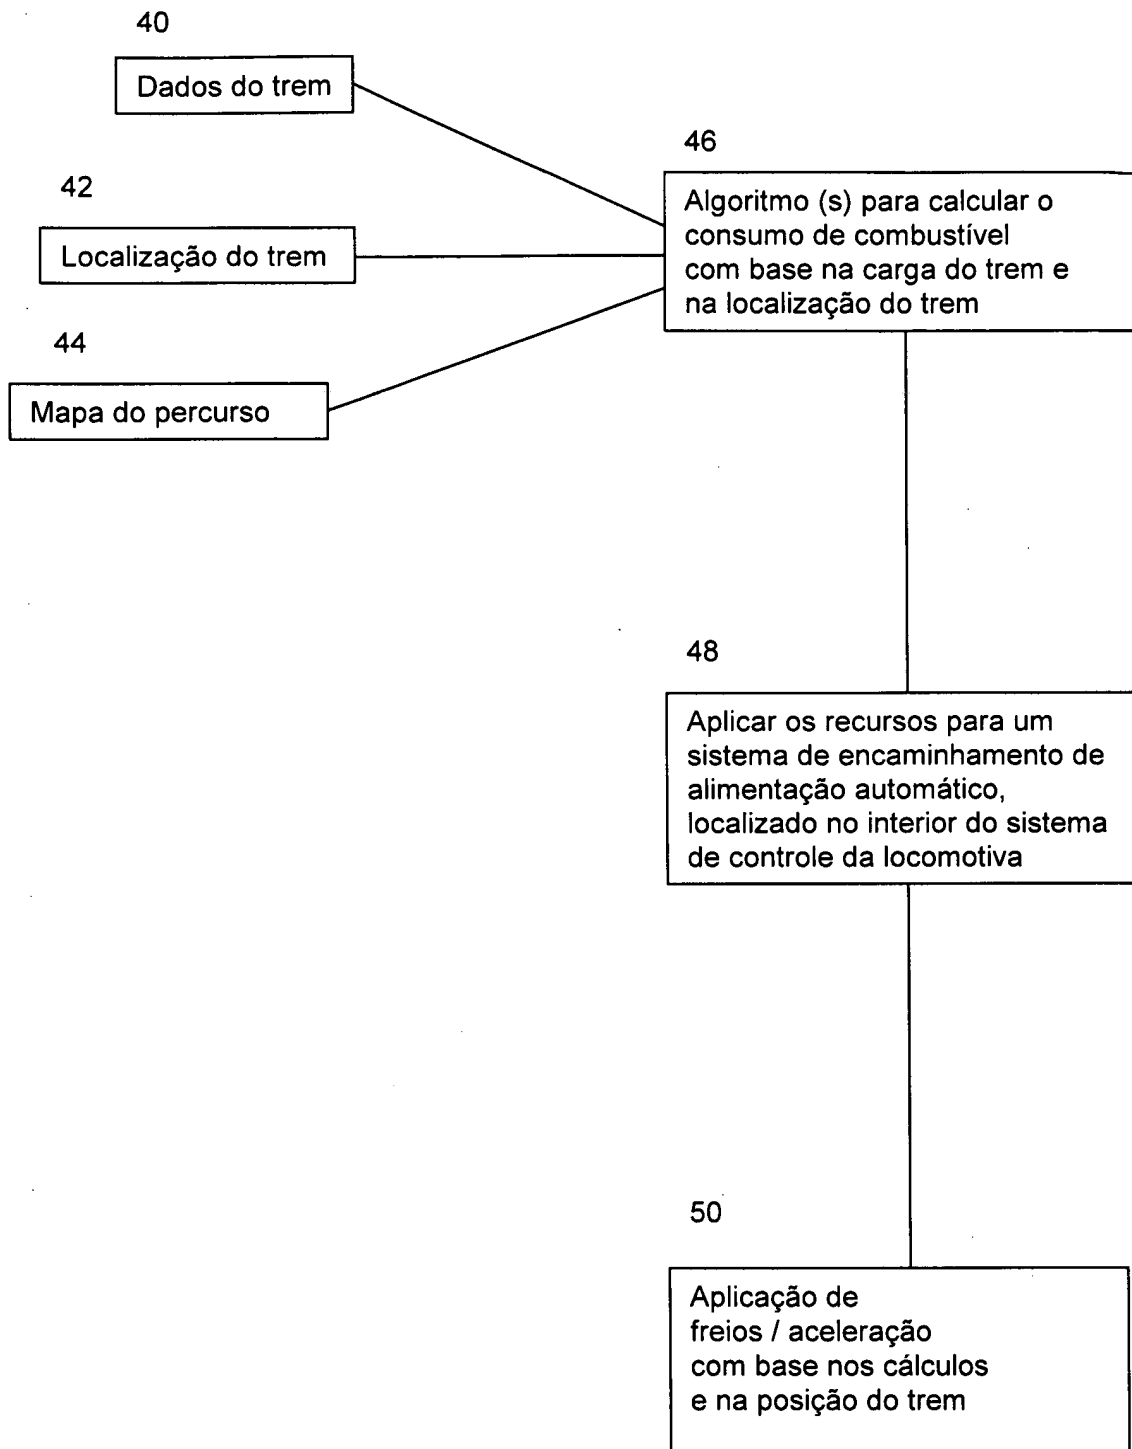 40
Dados do trem
42
Localização do trem
44
Mapa do percurso
46
Algoritmo (s) para calcular o
consumo de combustível
com base na carga do trem e
na localização do trem
48
Aplicar os recursos para um
sistema de encaminhamento de
alimentação automático,
localizado no interior do sistema
de controle da locomotiva
50
Aplicação de
freios / aceleração
com base nos cálculos
e na posição do trem